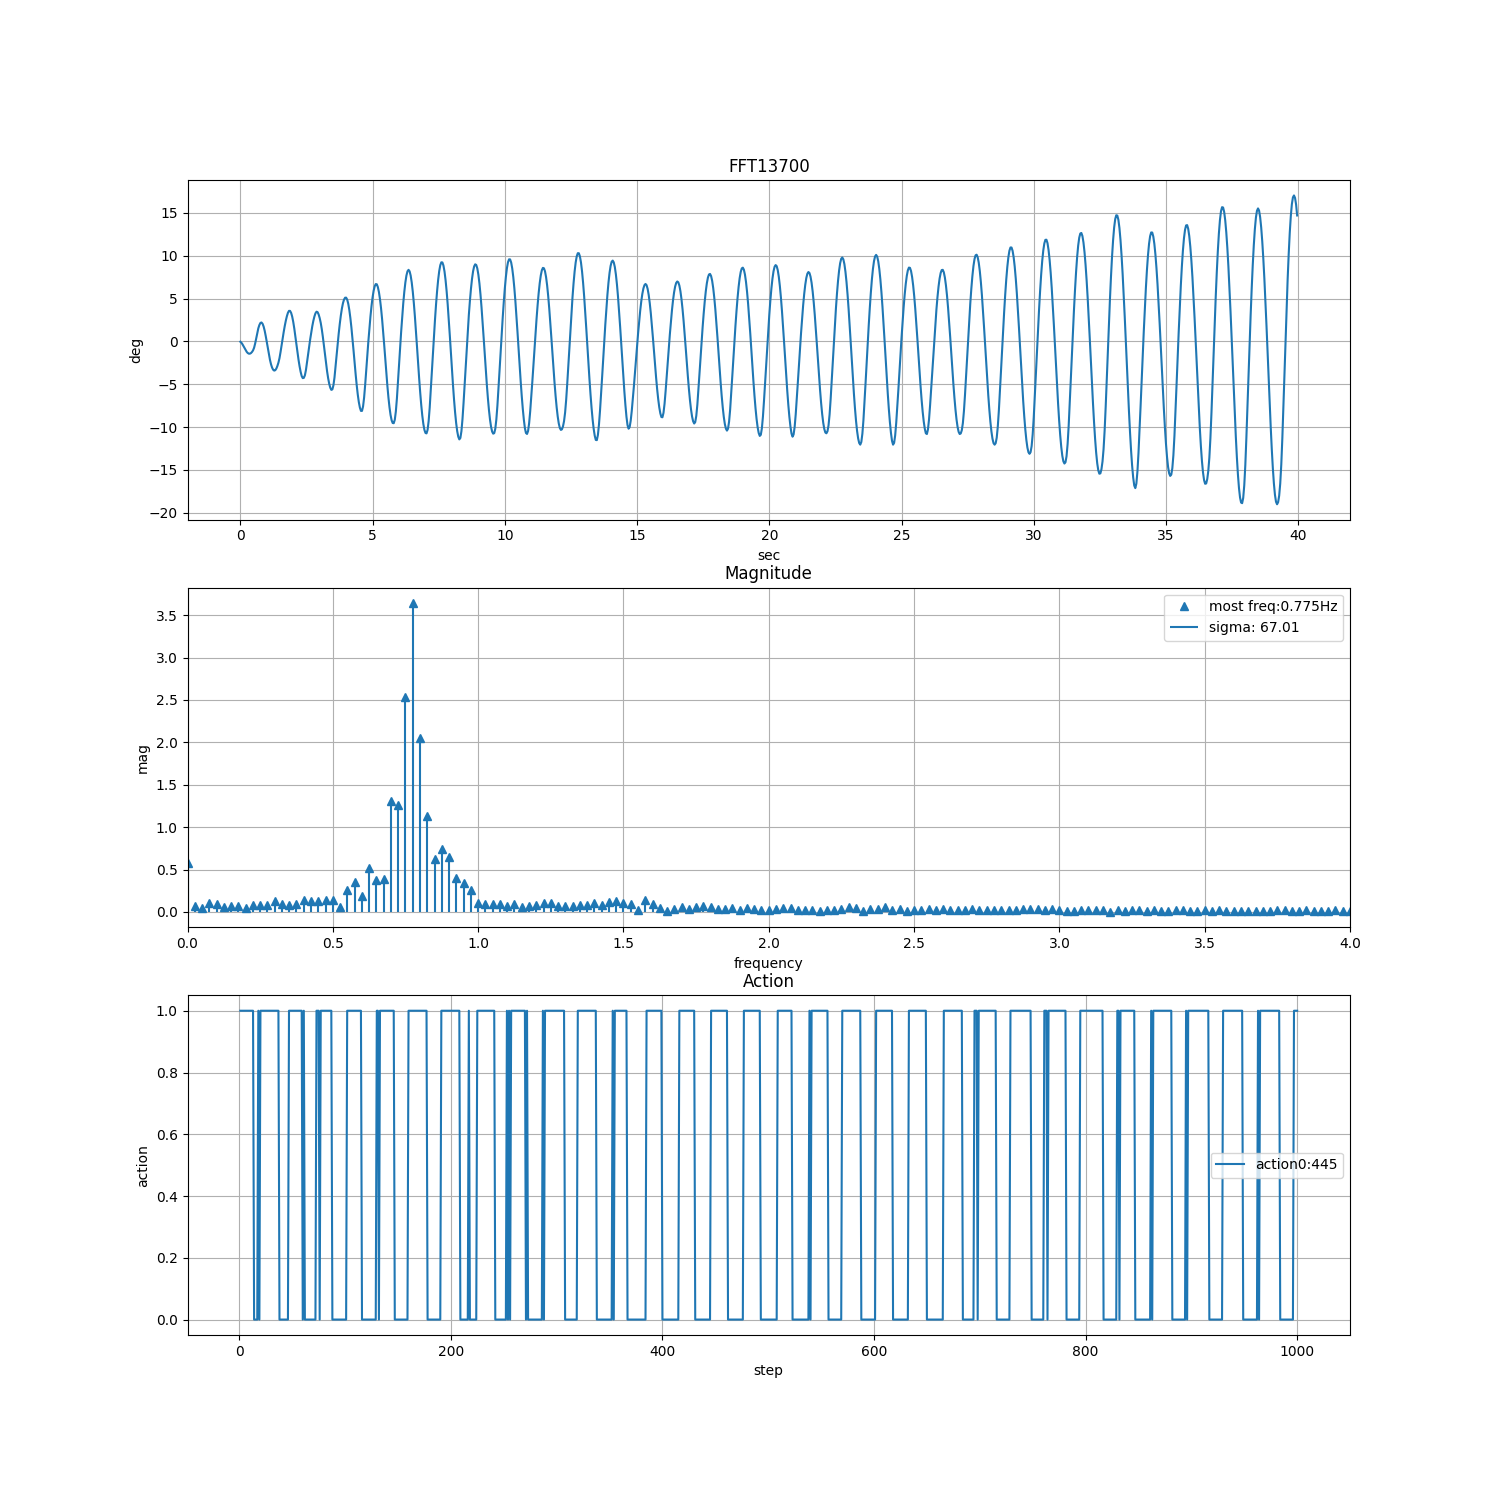 FFT13700
15
10
5
0
−5
−10
−15
−20
deg
0 5 10 15 20 25 30 35 40
sec
Magnitude
most freq:0.775Hz
sigma: 67.01
3.5
3.0
2.5
2.0
1.5
1.0
0.5
0.0
mag
0.0 0.5 1.0 1.5 2.0 2.5 3.0 3.5 4.0
frequency
Action
1.0
0.8
0.6
0.4
0.2
0.0
action
action0:445
0 200 400 600 800 1000
step